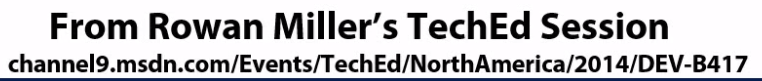 From Rowan Miller’s TechEd Session
channel9.msdn.com/Events/TechEd/NorthAmerica/2014/DEV-B417